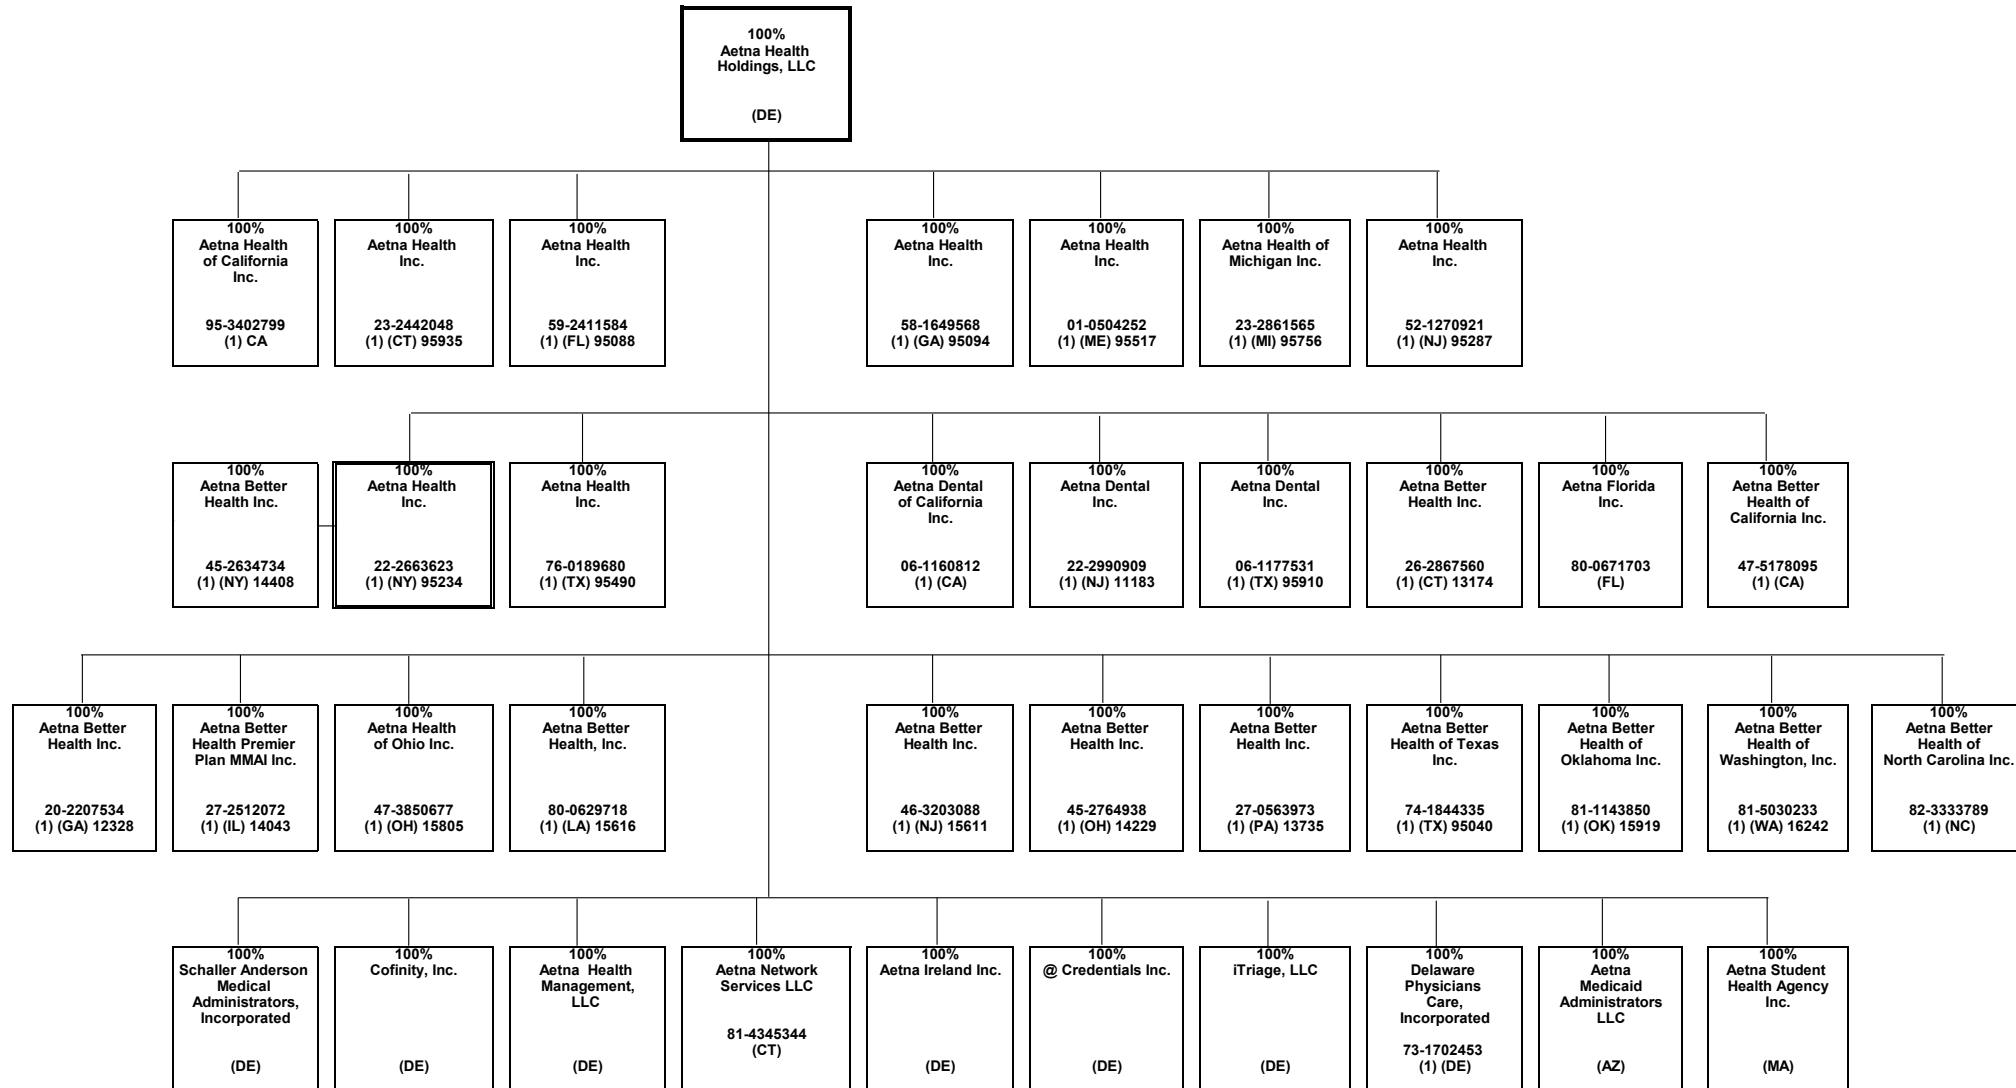 100%
Aetna Health
Holdings, LLC
(DE)
100%
Aetna Health
of California
Inc.
95-3402799
(1) CA
100%
Aetna Health
Inc.
23-2442048
(1) (CT) 95935
100%
Aetna Health
Inc.
59-2411584
(1) (FL) 95088
100%
Aetna Health
Inc.
58-1649568
(1) (GA) 95094
100%
Aetna Health
Inc.
01-0504252
(1) (ME) 95517
100%
Aetna Health of
Michigan Inc.
23-2861565
(1) (MI) 95756
100%
Aetna Health
Inc.
52-1270921
(1) (NJ) 95287
100%
Aetna Better
Health Inc.
45-2634734
(1) (NY) 14408
100%
Aetna Health
Inc.
22-2663623
(1) (NY) 95234
100%
Aetna Health
Inc.
76-0189680
(1) (TX) 95490
100%
Aetna Dental
of California
Inc.
06-1160812
(1) (CA)
100%
Aetna Dental
Inc.
22-2990909
(1) (NJ) 11183
100%
Aetna Dental
Inc.
06-1177531
(1) (TX) 95910
100%
Aetna Better
Health Inc.
26-2867560
(1) (CT) 13174
100%
Aetna Florida
Inc.
80-0671703
(FL)
100%
Aetna Better
Health of
California Inc.
47-5178095
(1) (CA)
100%
Aetna Better
Health Inc.
20-2207534
(1) (GA) 12328
100%
Aetna Better
Health Premier
Plan MMAI Inc.
27-2512072
(1) (IL) 14043
100%
Aetna Health
of Ohio Inc.
47-3850677
(1) (OH) 15805
100%
Aetna Better
Health, Inc.
80-0629718
(1) (LA) 15616
100%
Aetna Better
Health Inc.
46-3203088
(1) (NJ) 15611
100%
Aetna Better
Health Inc.
45-2764938
(1) (OH) 14229
100%
Aetna Better
Health Inc.
27-0563973
(1) (PA) 13735
100%
Aetna Better
Health of Texas
Inc.
74-1844335
(1) (TX) 95040
100%
Aetna Better
Health of
Oklahoma Inc.
81-1143850
(1) (OK) 15919
100%
Aetna Better
Health of
Washington, Inc.
81-5030233
(1) (WA) 16242
100%
Aetna Better
Health of
North Carolina Inc.
82-3333789
(1) (NC)
100%
Schaller Anderson
Medical
Administrators,
Incorporated
(DE)
100%
Cofinity, Inc.
(DE)
100%
Aetna Health
Management,
LLC
(DE)
100%
Aetna Network
Services LLC
81-4345344
(CT)
100%
Aetna Ireland Inc.
(DE)
100%
@ Credentials Inc.
(DE)
100%
iTriage, LLC
(DE)
100%
Delaware
Physicians
Care,
Incorporated
73-1702453
(1) (DE)
100%
Aetna
Medicaid
Administrators
LLC
(AZ)
100%
Aetna Student
Health Agency
Inc.
(MA)